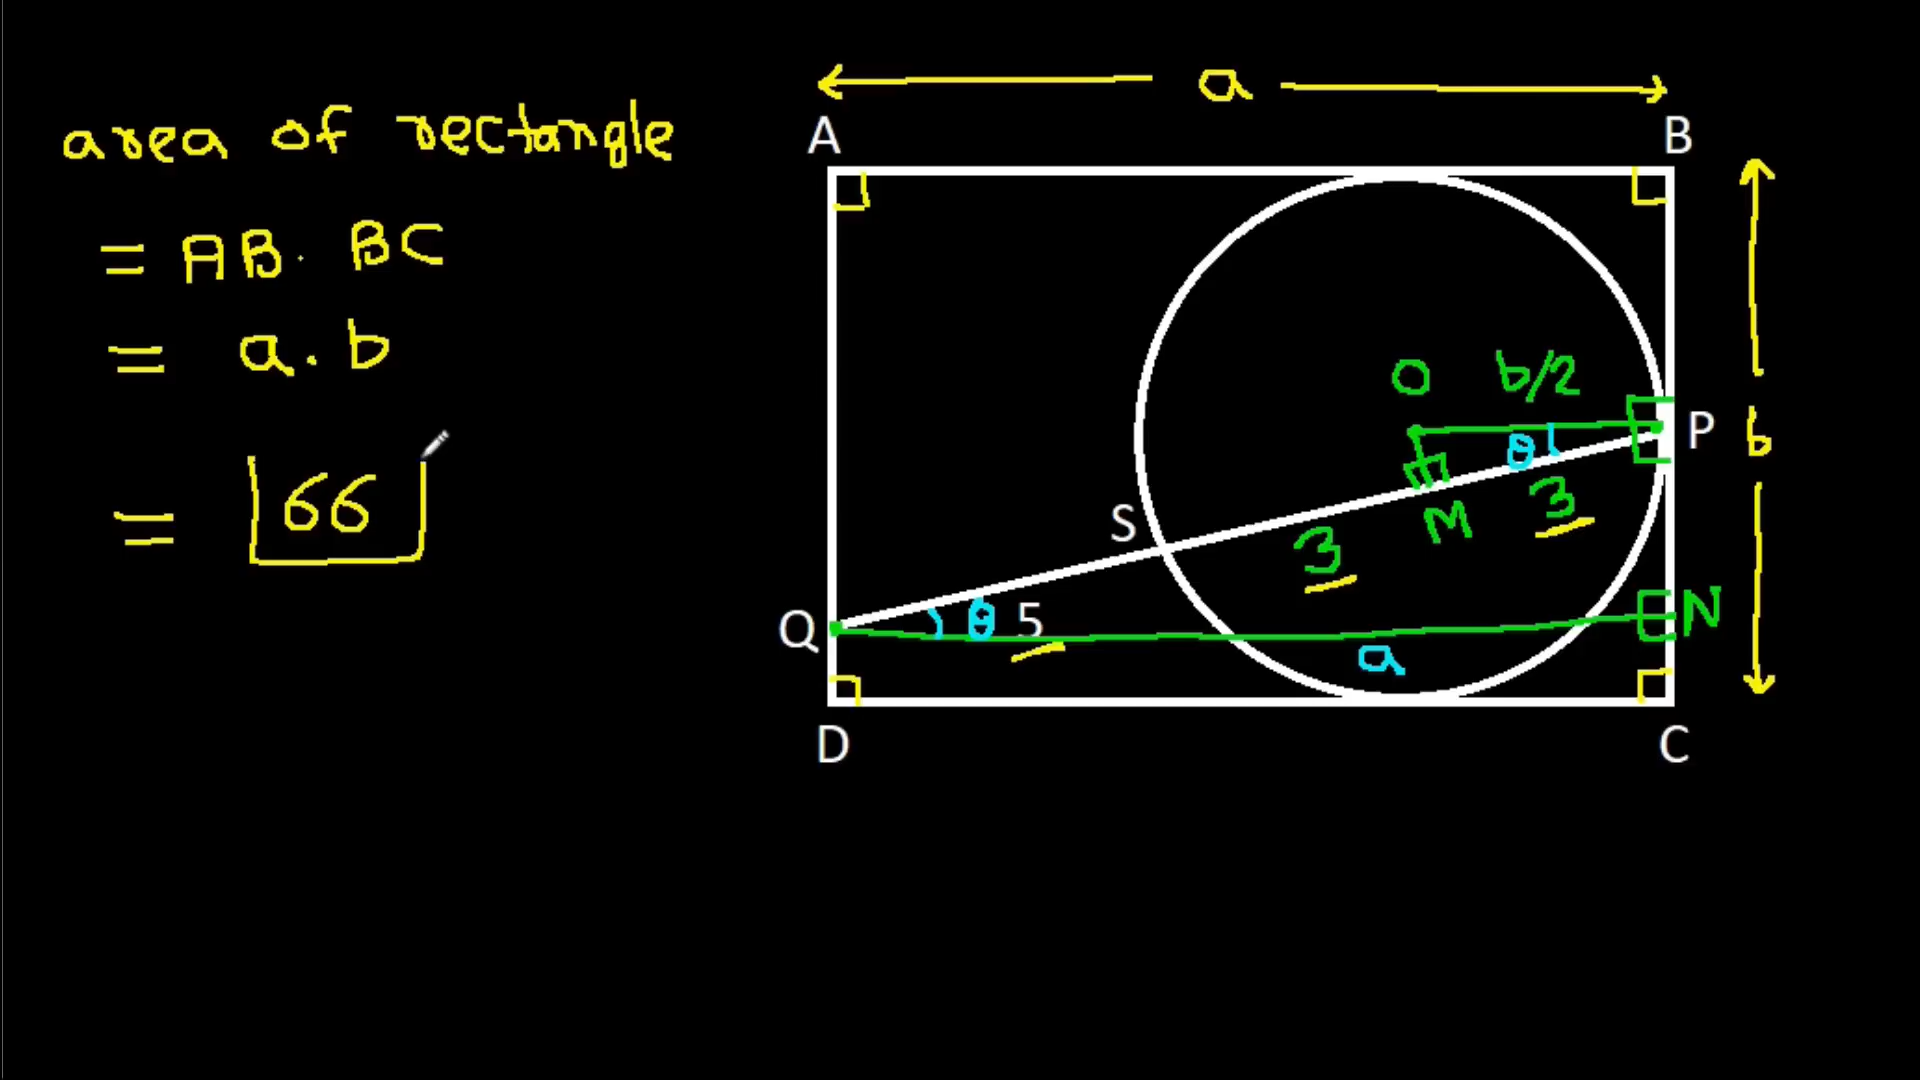 area of rectangle
= AB. BC
= a.b
= 66
a
A B
O b/2
P b
θ
S M 3
3
Q θ 5 N
a
D C